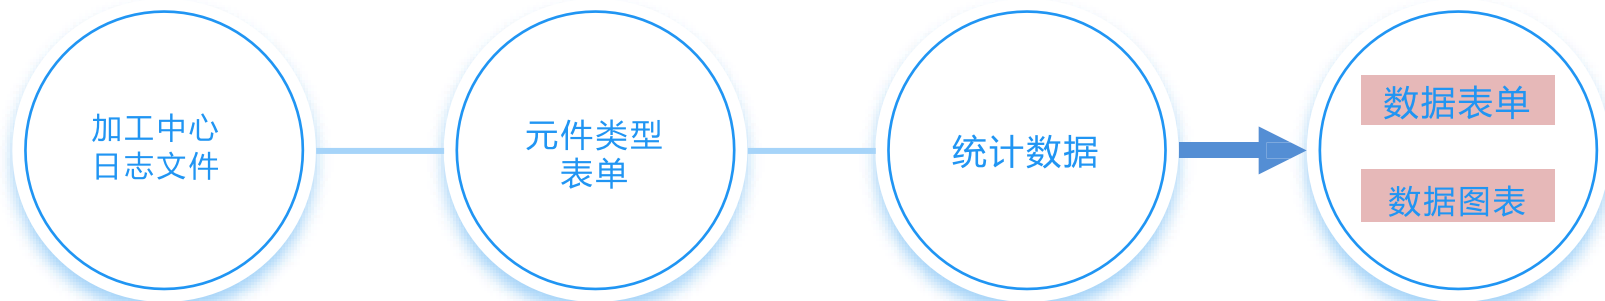 加工中心
日志文件
元件类型
表单
统计数据
数据表单
数据图表